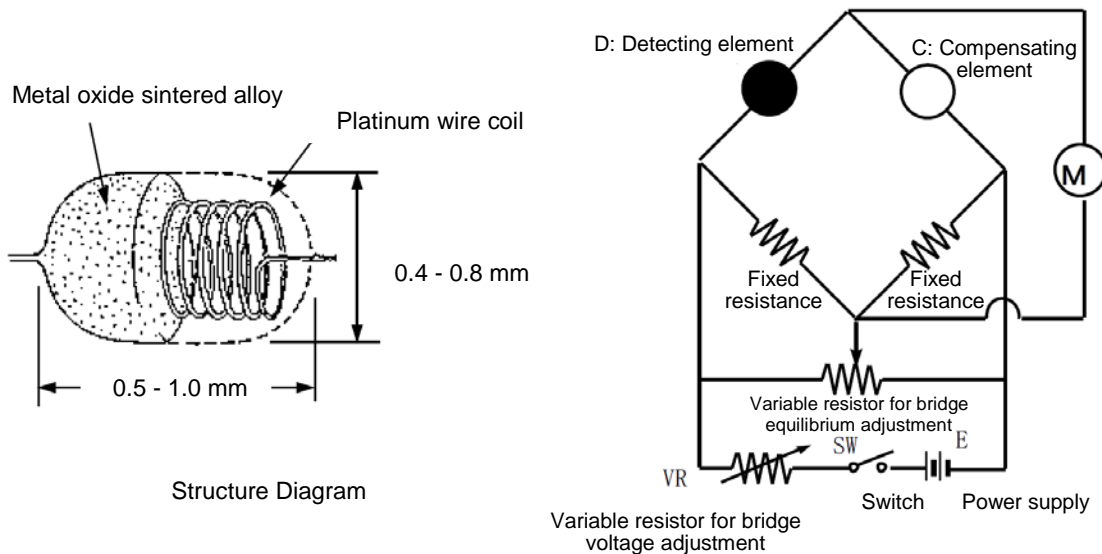 Metal oxide sintered alloy
Platinum wire coil
0.4 - 0.8 mm
0.5 - 1.0 mm
Structure Diagram
D: Detecting element
C: Compensating
element
M
Fixed
resistance
Fixed
resistance
Variable resistor for bridge
equilibrium adjustment
SW
E
VR
Switch
Power supply
Variable resistor for bridge
voltage adjustment